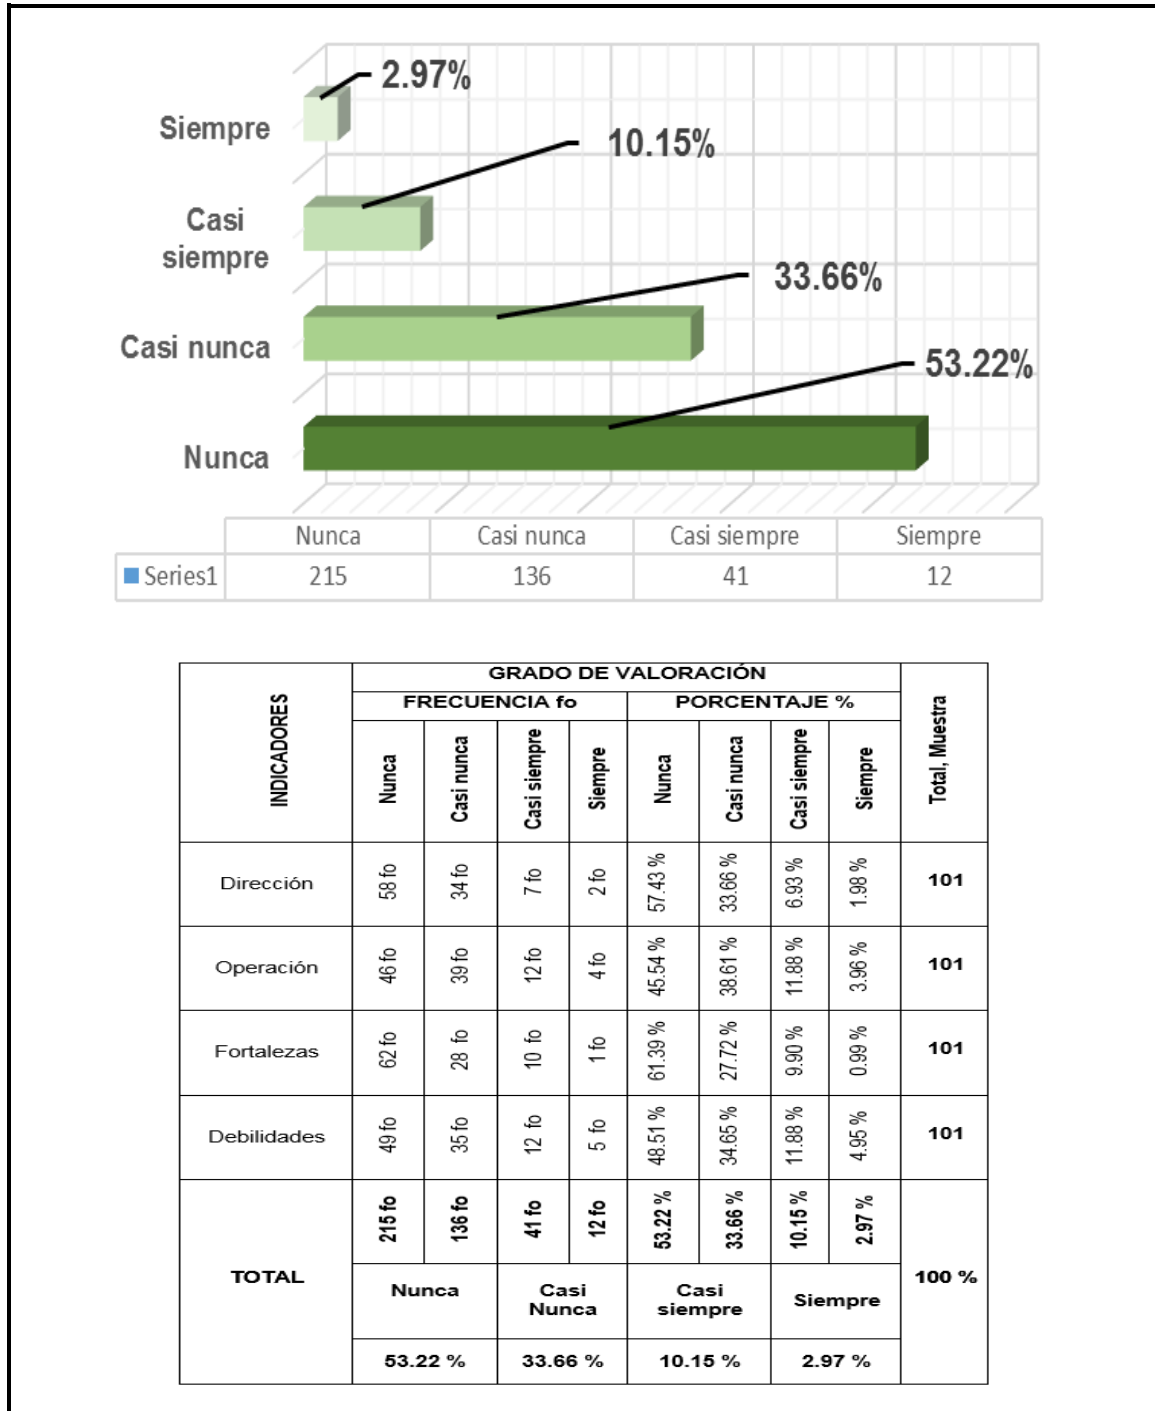 2.97%
Siempre
10.15%
Casi
siempre
33.66%
Casi nunca
53.22%
Nunca
Nunca Casi nunca Casi siempre Siempre
Series1 215 136 41 12
INDICADORES
GRADO DE VALORACIÓN
Total, Muestra
FRECUENCIA fo PORCENTAJE %
Nunca Casi nunca Casi siempre Siempre Nunca Casi nunca Casi siempre Siempre
Dirección 58 fo 34 fo 7 fo 2 fo 57.43 % 33.66 % 6.93 % 1.98 % 101
Operación 46 fo 39 fo 12 fo 4 fo 45.54 % 38.61 % 11.88 % 3.96 % 101
Fortalezas 62 fo 28 fo 10 fo 1 fo 61.39 % 27.72 % 9.90 % 0.99 % 101
Debilidades 49 fo 35 fo 12 fo 5 fo 48.51 % 34.65 % 11.88 % 4.95 % 101
TOTAL
215 fo 136 fo 41 fo 12 fo 53.22 % 33.66 % 10.15 % 2.97 %
100 %
Nunca Casi Nunca Casi siempre Siempre
53.22 % 33.66 % 10.15 % 2.97 %